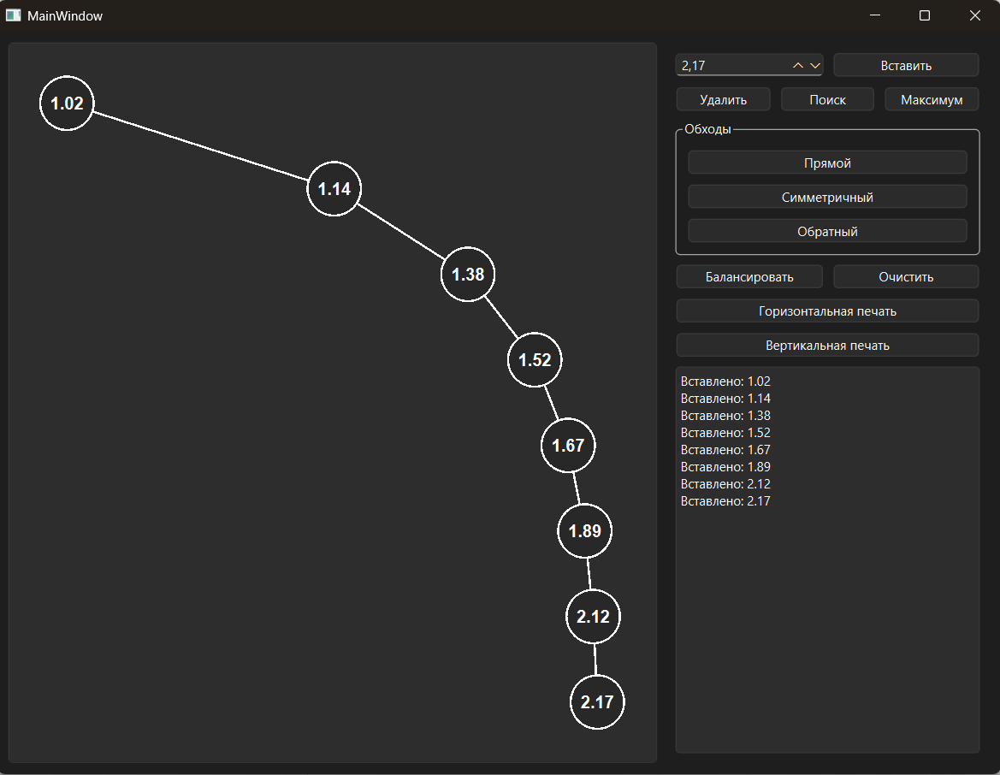 MainWindow
1.02
1.14
1.38
1.52
1.67
1.89
2.12
2.17
2,17
Вставить
Удалить Поиск Максимум
Обходы
Прямой
Симметричный
Обратный
Балансировать Очистить
Горизонтальная печать
Вертикальная печать
Вставлено: 1.02
Вставлено: 1.14
Вставлено: 1.38
Вставлено: 1.52
Вставлено: 1.67
Вставлено: 1.89
Вставлено: 2.12
Вставлено: 2.17